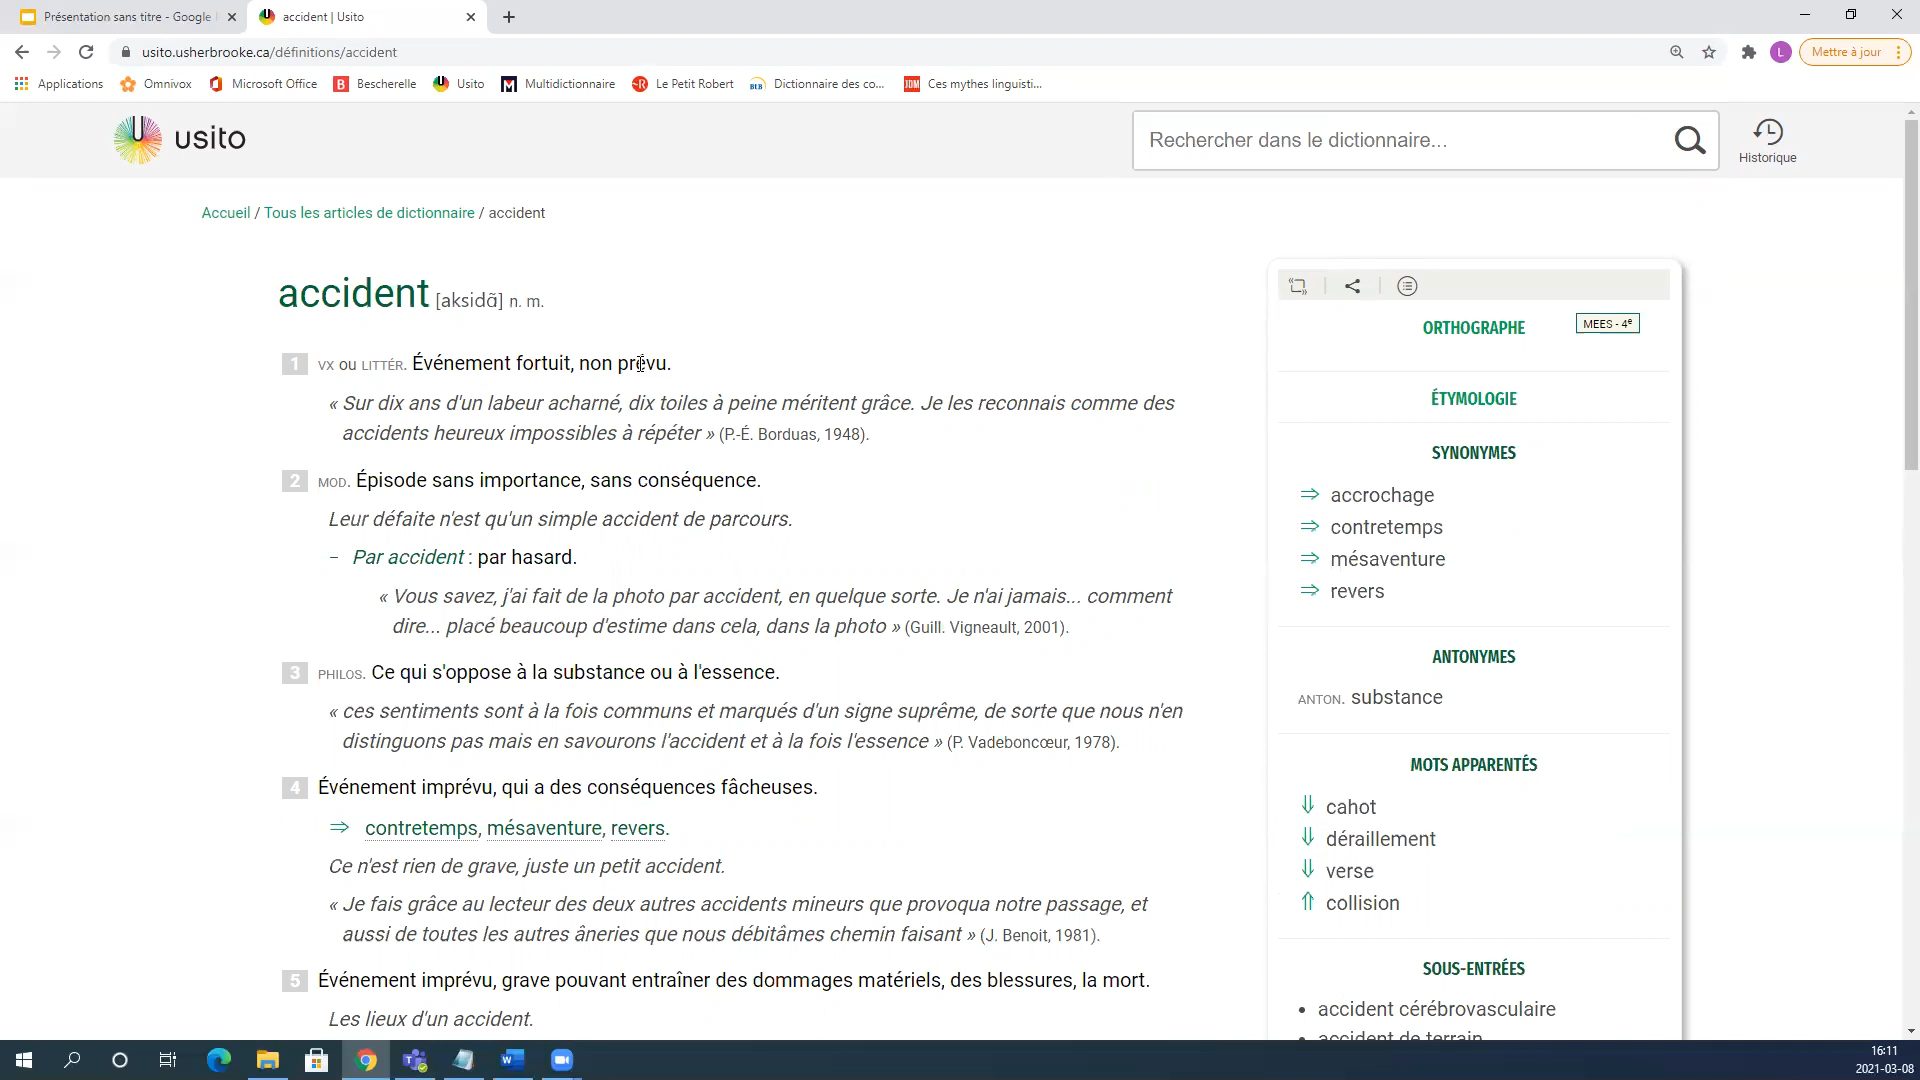 Présentation sans titre - Google
accident | Usito
usito.usherbrooke.ca/définitions/accident
L
Mettre à jour
Applications
Omnivox
Microsoft Office
Bescherelle
Usito
Multidictionnaire
Le Petit Robert
Dictionnaire des co...
Ces mythes linguisti...
usito
Rechercher dans le dictionnaire...
Historique
Accueil / Tous les articles de dictionnaire / accident
accident [aksidɑ̃] n. m.
1 VX ou LITTÉR. Événement fortuit, non prévu.
« Sur dix ans d'un labeur acharné, dix toiles à peine méritent grâce. Je les reconnais comme des
accidents heureux impossibles à répéter » (P.-É. Borduas, 1948).
2 MOD. Épisode sans importance, sans conséquence.
Leur défaite n'est qu'un simple accident de parcours.
– Par accident : par hasard.
« Vous savez, j'ai fait de la photo par accident, en quelque sorte. Je n'ai jamais... comment
dire... placé beaucoup d'estime dans cela, dans la photo » (Guill. Vigneault, 2001).
3 PHILOS. Ce qui s'oppose à la substance ou à l'essence.
« ces sentiments sont à la fois communs et marqués d'un signe suprême, de sorte que nous n'en
distinguons pas mais en savourons l'accident et à la fois l'essence » (P. Vadeboncœur, 1978).
4 Événement imprévu, qui a des conséquences fâcheuses.
⇒ contretemps, mésaventure, revers.
Ce n'est rien de grave, juste un petit accident.
« Je fais grâce au lecteur des deux autres accidents mineurs que provoqua notre passage, et
aussi de toutes les autres âneries que nous débitâmes chemin faisant » (J. Benoit, 1981).
5 Événement imprévu, grave pouvant entraîner des dommages matériels, des blessures, la mort.
Les lieux d'un accident.
ORTHOGRAPHE
MEES - 4e
ÉTYMOLOGIE
SYNONYMES
⇒ accrochage
⇒ contretemps
⇒ mésaventure
⇒ revers
ANTONYMES
ANTON. substance
MOTS APPARENTÉS
⇓ cahot
⇓ déraillement
⇓ verse
⇑ collision
SOUS-ENTRÉES
• accident cérébrovasculaire
• accident de terrain
16:11
2021-03-08